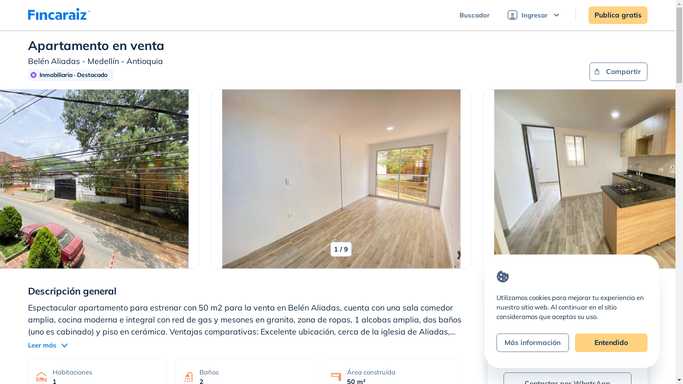 Fincaraiz
Buscador
Ingresar
Publica gratis
Apartamento en venta
Belén Aliadas - Medellín - Antioquia
Inmobiliaria · Destacado
Compartir
1 / 9
Descripción general
Espectacular apartamento para estrenar con 50 m2 para la venta en Belén Aliadas, cuenta con una sala comedor
amplia, cocina moderna e integral con red de gas y mesones en granito, zona de ropas, 1 alcobas amplia, dos baños
(uno es cabinado) y piso en cerámica. Ventajas comparativas: Excelente ubicación, cerca de la iglesia de Aliadas,...
Leer más
Habitaciones
1
Baños
2
Área construida
50 m²
Utilizamos cookies para mejorar tu experiencia en
nuestro sitio web. Al continuar en el sitio
consideramos que aceptas su uso.
Más información
Entendido
Contactar por WhatsApp